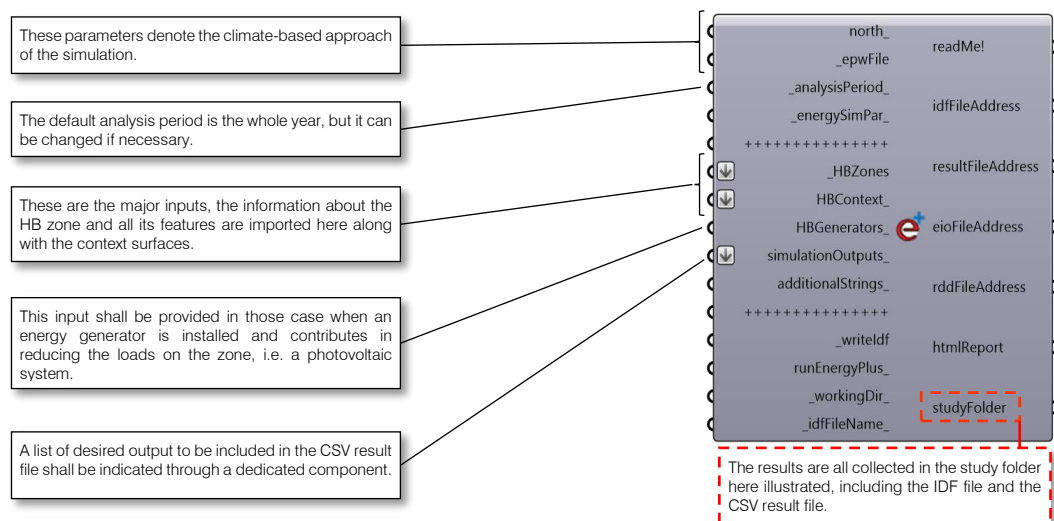 These parameters denote the climate-based approach
of the simulation.
The default analysis period is the whole year, but it can
be changed if necessary.
These are the major inputs, the information about the
HB zone and all its features are imported here along
with the context surfaces.
This input shall be provided in those case when an
energy generator is installed and contributes in
reducing the loads on the zone, i.e. a photovoltaic
system.
A list of desired output to be included in the CSV result
file shall be indicated through a dedicated component.
north_
_epwFile
_analysisPeriod_
_energySimPar_
+++++++++++++++
_HBZones
HBContext_
HBGenerators_
simulationOutputs_
additionalStrings_
+++++++++++++++
_writeIdf
runEnergyPlus_
_workingDir_
_idfFileName_
e+
readMe!
idfFileAddress
resultFileAddress
eioFileAddress
rddFileAddress
htmlReport
studyFolder
The results are all collected in the study folder
here illustrated, including the IDF file and the
CSV result file.